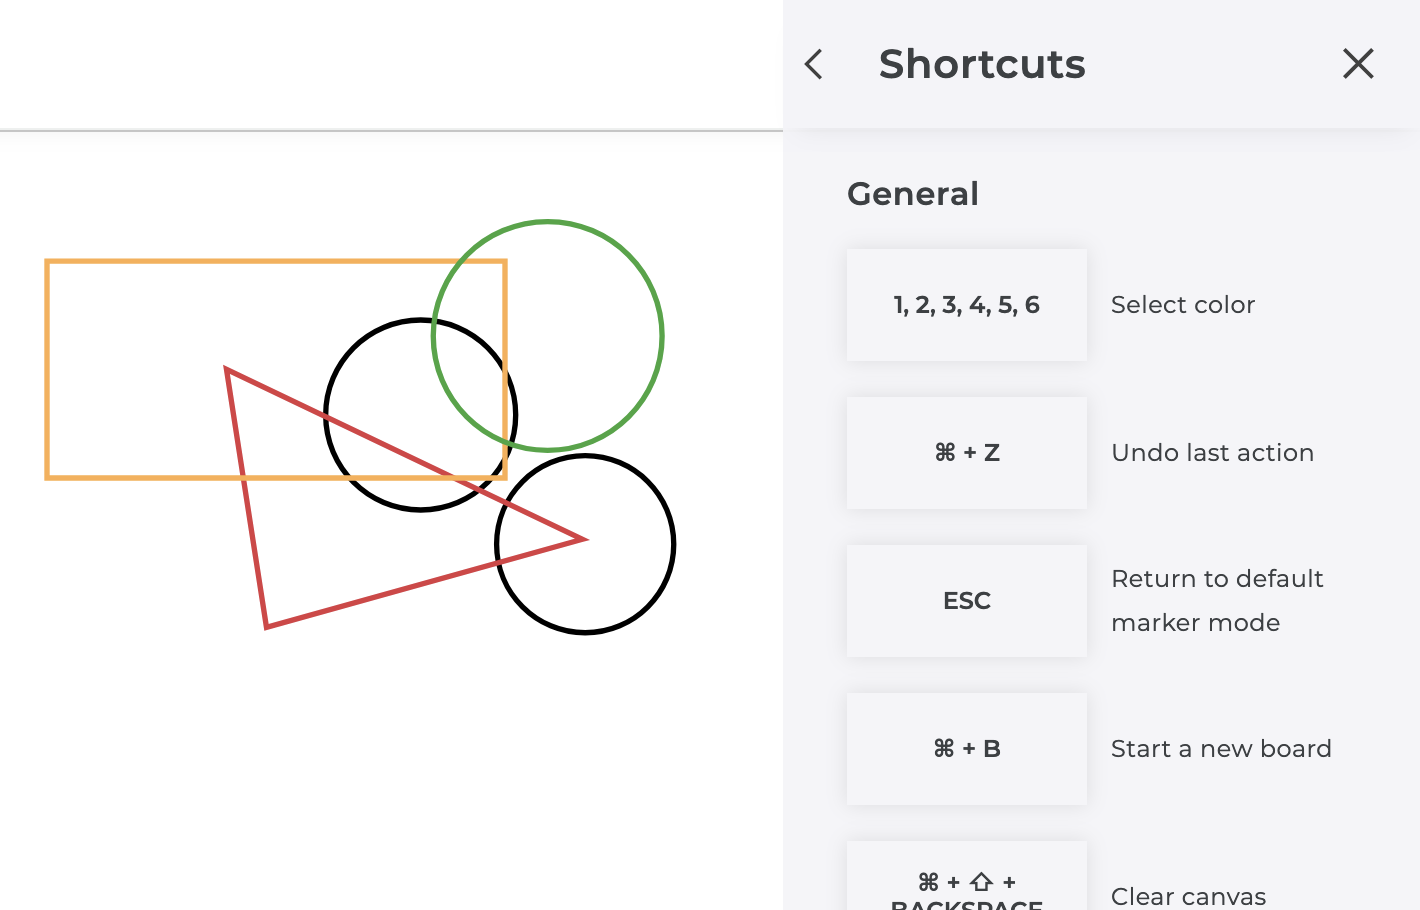 Shortcuts
General
1, 2, 3, 4, 5, 6
Select color
⌘ + Z
Undo last action
ESC
Return to default
marker mode
⌘ + B
Start a new board
⌘ + ⇧ +
BACKSPACE
Clear canvas